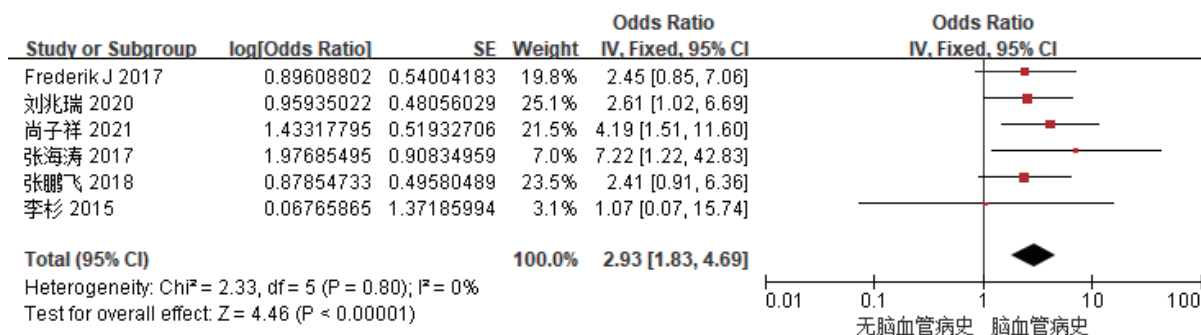 Odds Ratio Odds Ratio
Study or Subgroup log[Odds Ratio] SE Weight IV, Fixed, 95% CI IV, Fixed, 95% CI
Frederik J 2017 0.89608802 0.54004183 19.8% 2.45 [0.85, 7.06]
刘兆瑞 2020 0.95935022 0.48056029 25.1% 2.61 [1.02, 6.69]
尚子祥 2021 1.43317795 0.51932706 21.5% 4.19 [1.51, 11.60]
张海涛 2017 1.97685495 0.90834959 7.0% 7.22 [1.22, 42.83]
张鹏飞 2018 0.87854733 0.49580489 23.5% 2.41 [0.91, 6.36]
李杉 2015 0.06765865 1.37185994 3.1% 1.07 [0.07, 15.74]
Total (95% CI) 100.0% 2.93 [1.83, 4.69]
Heterogeneity: Chi² = 2.33, df = 5 (P = 0.80); I² = 0%
Test for overall effect: Z = 4.46 (P < 0.00001)
0.01 0.1 1 10 100
无脑血管病史 脑血管病史